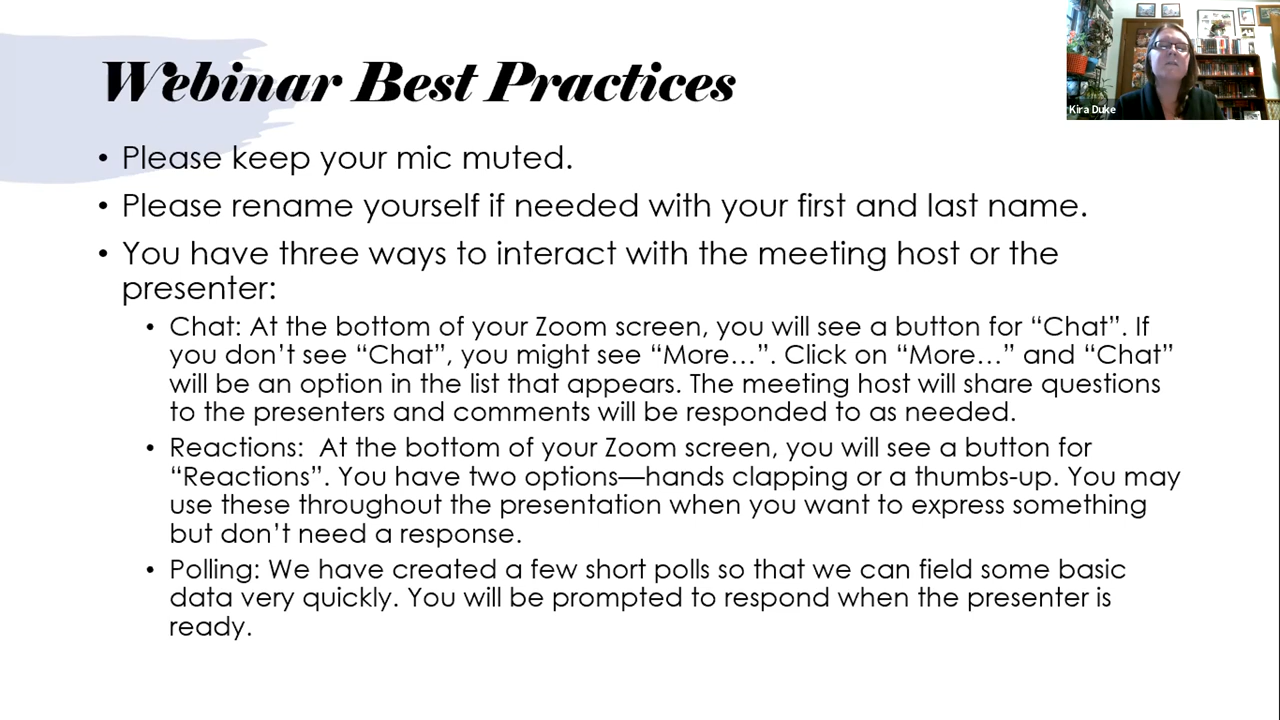 Webinar Best Practices
Kira Duke
• Please keep your mic muted.
• Please rename yourself if needed with your first and last name.
• You have three ways to interact with the meeting host or the
presenter:
• Chat: At the bottom of your Zoom screen, you will see a button for “Chat”. If
you don’t see “Chat”, you might see “More…”. Click on “More…” and “Chat”
will be an option in the list that appears. The meeting host will share questions
to the presenters and comments will be responded to as needed.
• Reactions:  At the bottom of your Zoom screen, you will see a button for
“Reactions”. You have two options—hands clapping or a thumbs-up. You may
use these throughout the presentation when you want to express something
but don’t need a response.
• Polling: We have created a few short polls so that we can field some basic
data very quickly. You will be prompted to respond when the presenter is
ready.